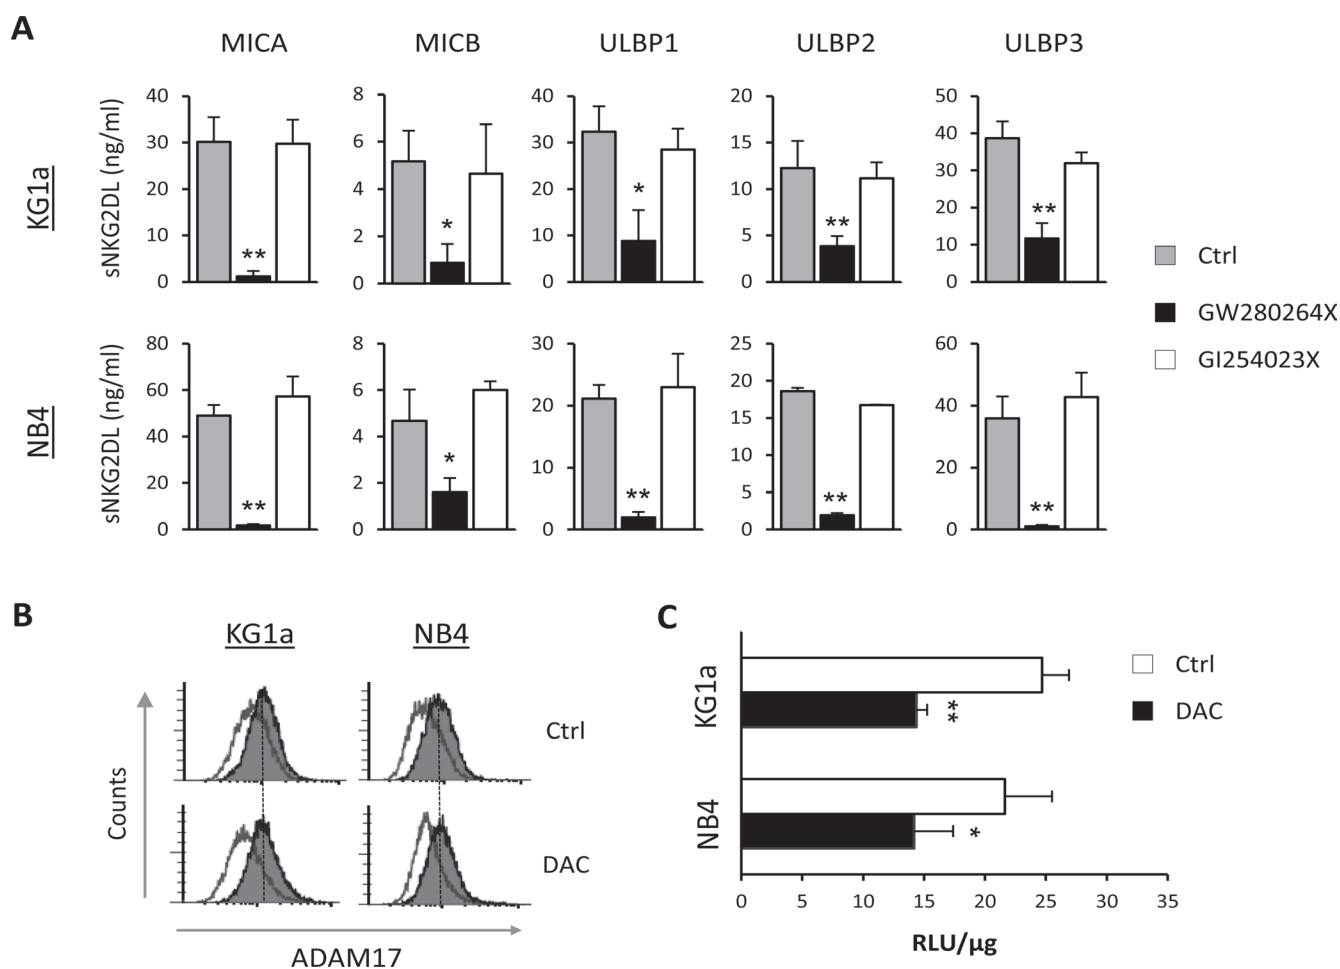 A
MICA MICB ULBP1 ULBP2 ULBP3
KG1a
sNKG2DL (ng/ml)
40 30 20 10 0
**
8 6 4 2 0
*
40 30 20 10 0
*
20 15 10 5 0
**
50 40 30 20 10 0
**
Ctrl
GW280264X
GI254023X
NB4
sNKG2DL (ng/ml)
80 60 40 20 0
**
8 6 4 2 0
*
30 20 10 0
**
25 20 15 10 5 0
**
60 40 20 0
**
B
KG1a NB4
Ctrl
DAC
Counts
ADAM17
C
KG1a
**
NB4
*
0 5 10 15 20 25 30 35
RLU/µg
Ctrl
DAC